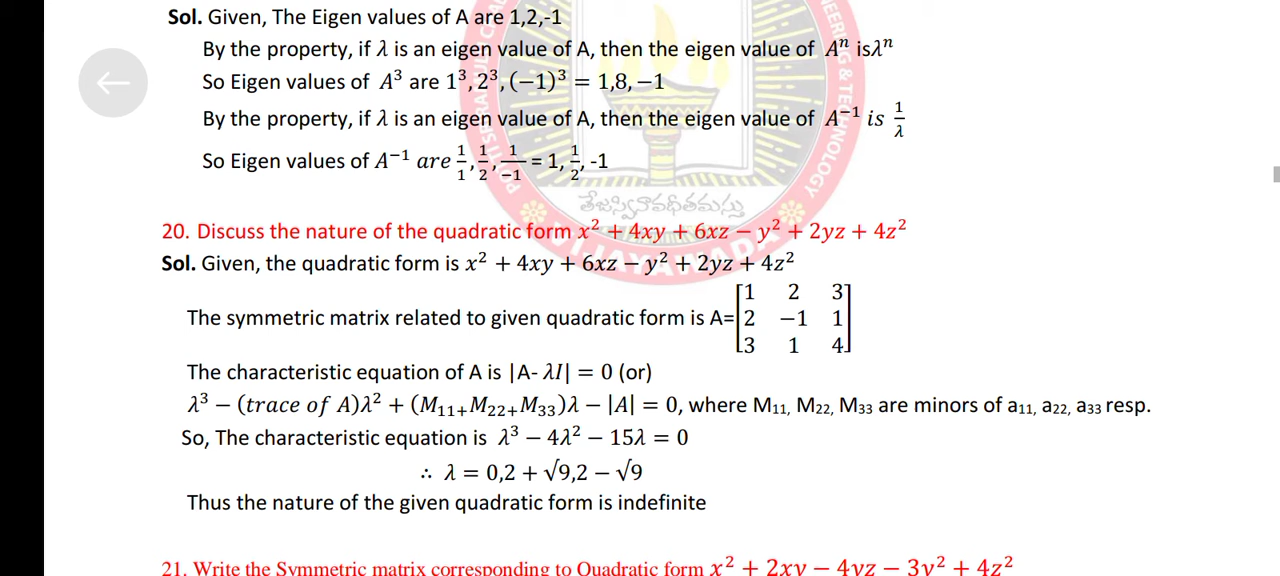 Sol. Given, The Eigen values of A are 1,2,-1
By the property, if λ is an eigen value of A, then the eigen value of Aⁿ isλⁿ
So Eigen values of A³ are 1³, 2³, (−1)³ = 1,8, −1
By the property, if λ is an eigen value of A, then the eigen value of A⁻¹ is 1/λ
So Eigen values of A⁻¹ are 1/1, 1/2, 1/−1 = 1, 1/2, -1
తేజస్వినావధీతమస్తు
20. Discuss the nature of the quadratic form x² + 4xy + 6xz − y² + 2yz + 4z²
Sol. Given, the quadratic form is x² + 4xy + 6xz − y² + 2yz + 4z²
The symmetric matrix related to given quadratic form is A=[1 2 3
2 −1 1
3 1 4]
The characteristic equation of A is |A- λI| = 0 (or)
λ³ − (trace of A)λ² + (M₁₁₊M₂₂₊M₃₃)λ − |A| = 0, where M₁₁, M₂₂, M₃₃ are minors of a₁₁, a₂₂, a₃₃ resp.
So, The characteristic equation is λ³ − 4λ² − 15λ = 0
∴ λ = 0,2 + √9,2 − √9
Thus the nature of the given quadratic form is indefinite
21. Write the Symmetric matrix corresponding to Quadratic form x² + 2xy − 4yz − 3y² + 4z²
& TECHNOLOGY
VIJAYAWADA